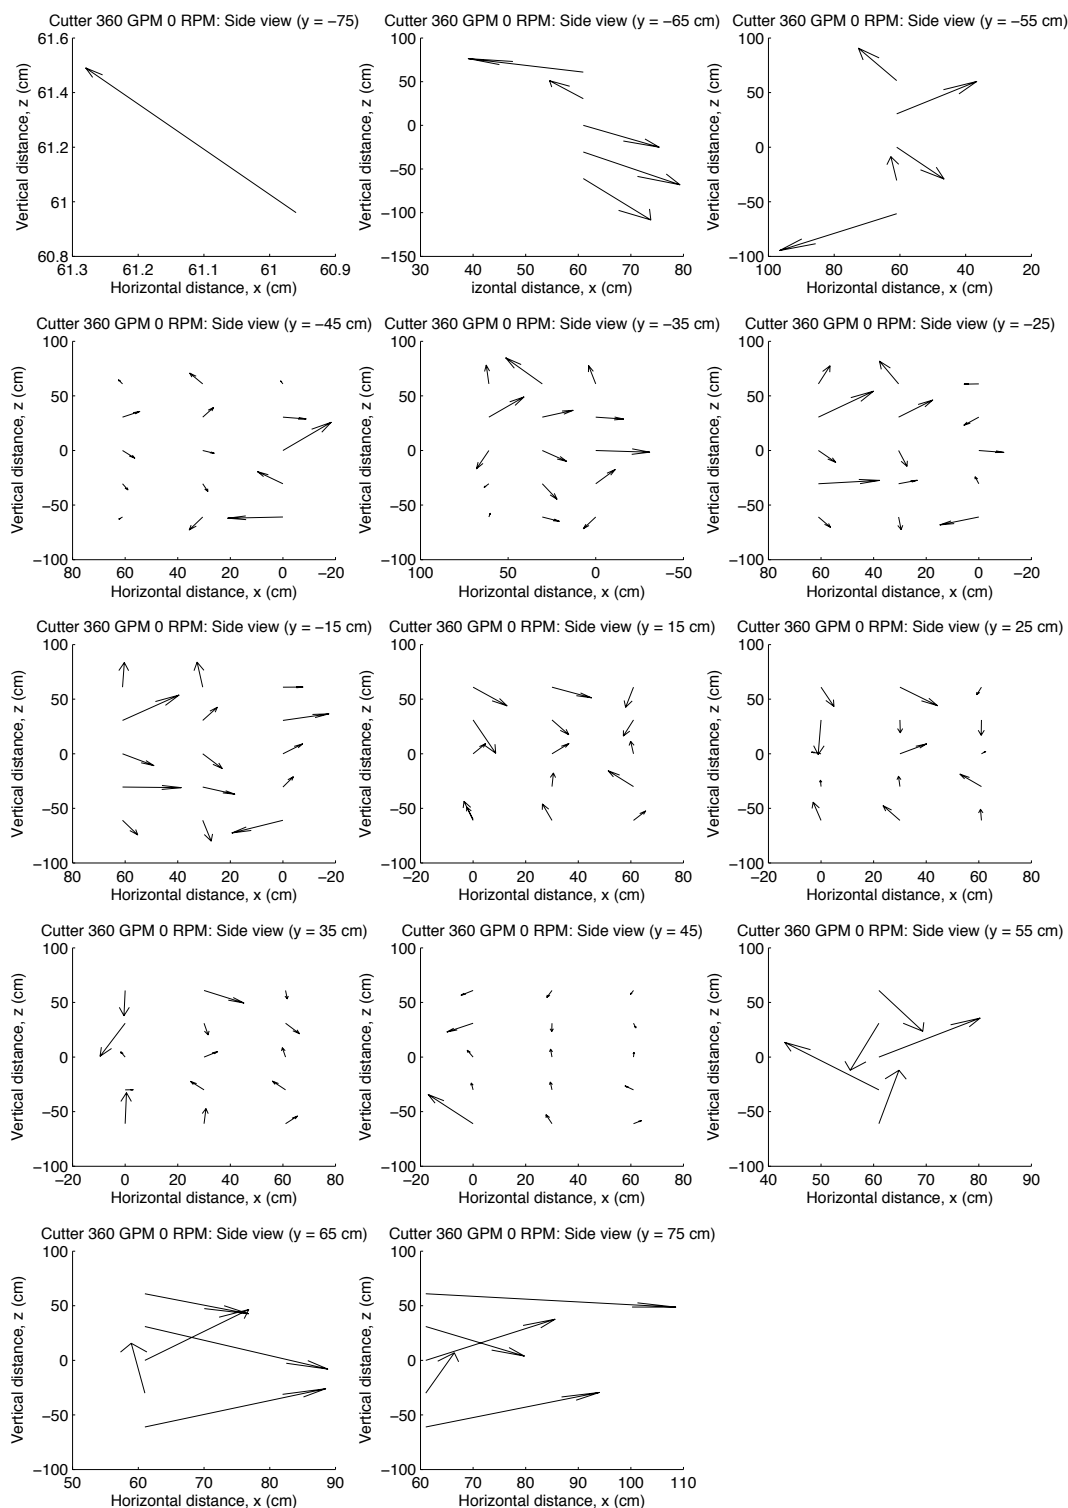 Cutter 360 GPM 0 RPM: Side view (y = −75)
Vertical distance, z (cm)
61.6
61.4
61.2
61
60.8
61.3 61.2 61.1 61 60.9
Horizontal distance, x (cm)
Cutter 360 GPM 0 RPM: Side view (y = −65 cm)
Vertical distance, z (cm)
100
50
0
−50
−100
−150
30 40 50 60 70 80
izontal distance, x (cm)
Cutter 360 GPM 0 RPM: Side view (y = −55 cm)
Vertical distance, z (cm)
100
50
0
−50
−100
100 80 60 40 20
Horizontal distance, x (cm)
Cutter 360 GPM 0 RPM: Side view (y = −45 cm)
Vertical distance, z (cm)
100
50
0
−50
−100
80 60 40 20 0 −20
Horizontal distance, x (cm)
Cutter 360 GPM 0 RPM: Side view (y = −35 cm)
Vertical distance, z (cm)
100
50
0
−50
−100
100 50 0 −50
Horizontal distance, x (cm)
Cutter 360 GPM 0 RPM: Side view (y = −25)
Vertical distance, z (cm)
100
50
0
−50
−100
80 60 40 20 0 −20
Horizontal distance, x (cm)
Cutter 360 GPM 0 RPM: Side view (y = −15 cm)
Vertical distance, z (cm)
100
50
0
−50
−100
80 60 40 20 0 −20
Horizontal distance, x (cm)
Cutter 360 GPM 0 RPM: Side view (y = 15 cm)
Vertical distance, z (cm)
100
50
0
−50
−100
−20 0 20 40 60 80
Horizontal distance, x (cm)
Cutter 360 GPM 0 RPM: Side view (y = 25 cm)
Vertical distance, z (cm)
100
50
0
−50
−100
−20 0 20 40 60 80
Horizontal distance, x (cm)
Cutter 360 GPM 0 RPM: Side view (y = 35 cm)
Vertical distance, z (cm)
100
50
0
−50
−100
−20 0 20 40 60 80
Horizontal distance, x (cm)
Cutter 360 GPM 0 RPM: Side view (y = 45)
Vertical distance, z (cm)
100
50
0
−50
−100
−20 0 20 40 60 80
Horizontal distance, x (cm)
Cutter 360 GPM 0 RPM: Side view (y = 55 cm)
Vertical distance, z (cm)
100
50
0
−50
−100
40 50 60 70 80 90
Horizontal distance, x (cm)
Cutter 360 GPM 0 RPM: Side view (y = 65 cm)
Vertical distance, z (cm)
100
50
0
−50
−100
50 60 70 80 90
Horizontal distance, x (cm)
Cutter 360 GPM 0 RPM: Side view (y = 75 cm)
Vertical distance, z (cm)
100
50
0
−50
−100
60 70 80 90 100 110
Horizontal distance, x (cm)